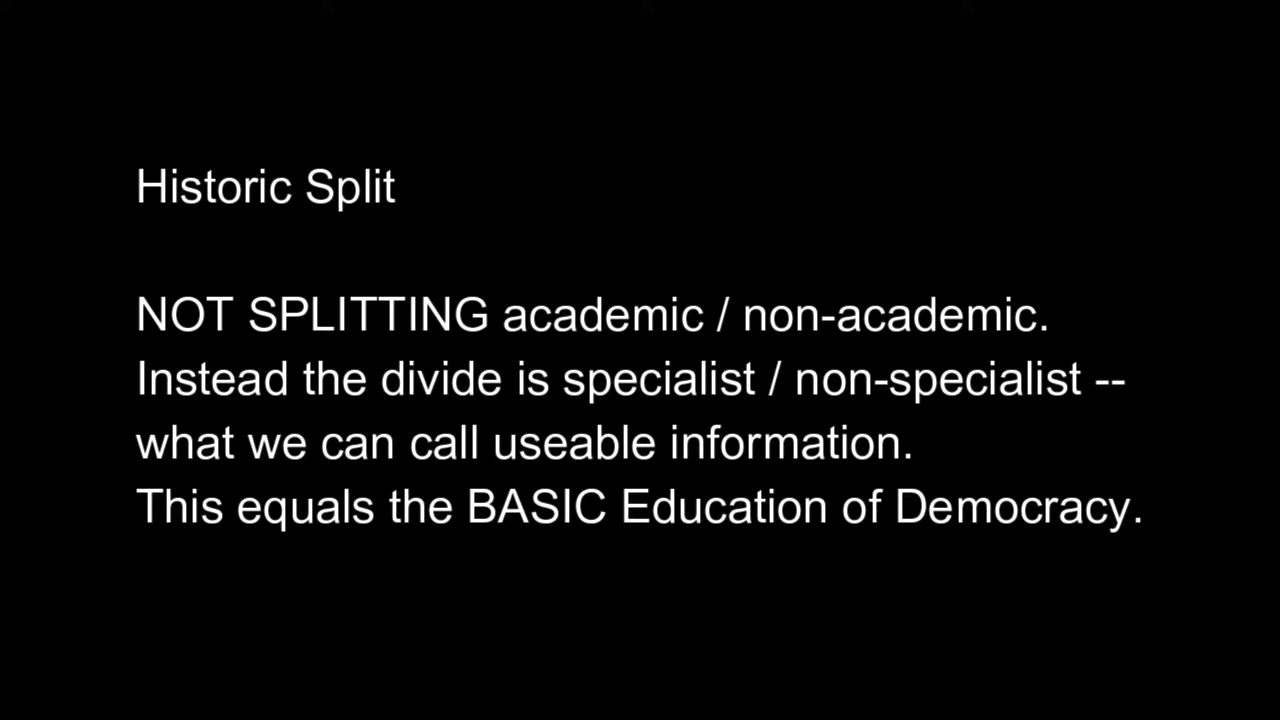 Historic Split
NOT SPLITTING academic / non-academic.
Instead the divide is specialist / non-specialist --
what we can call useable information.
This equals the BASIC Education of Democracy.